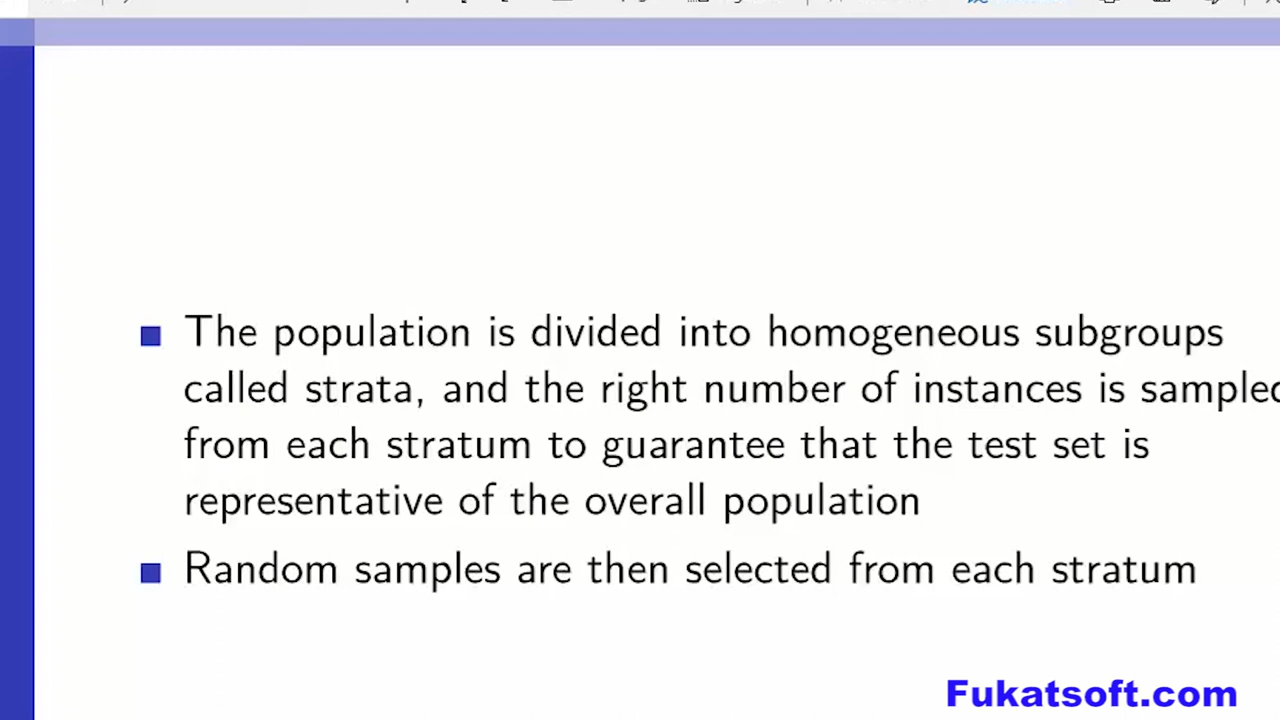 The population is divided into homogeneous subgroups
called strata, and the right number of instances is sampled
from each stratum to guarantee that the test set is
representative of the overall population
Random samples are then selected from each stratum
Fukatsoft.com